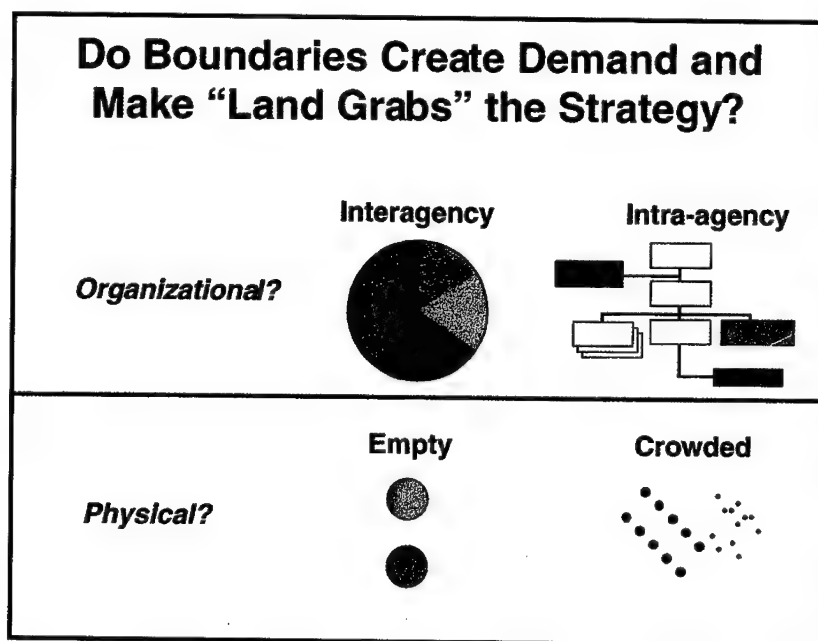 Do Boundaries Create Demand and
Make “Land Grabs” the Strategy?
Interagency
Intra-agency
Organizational?
Empty
Crowded
Physical?